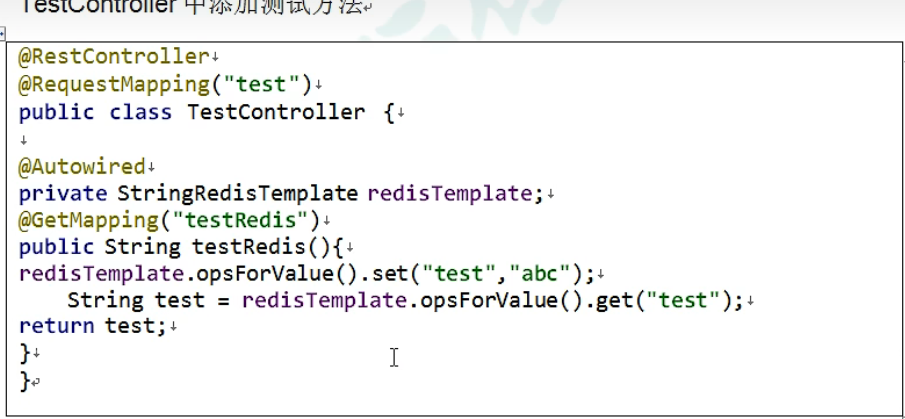 TestController 中添加测试方法
@RestController
@RequestMapping("test")
public class TestController {
@Autowired
private StringRedisTemplate redisTemplate;
@GetMapping("testRedis")
public String testRedis(){
redisTemplate.opsForValue().set("test","abc");
    String test = redisTemplate.opsForValue().get("test");
return test;
}
}